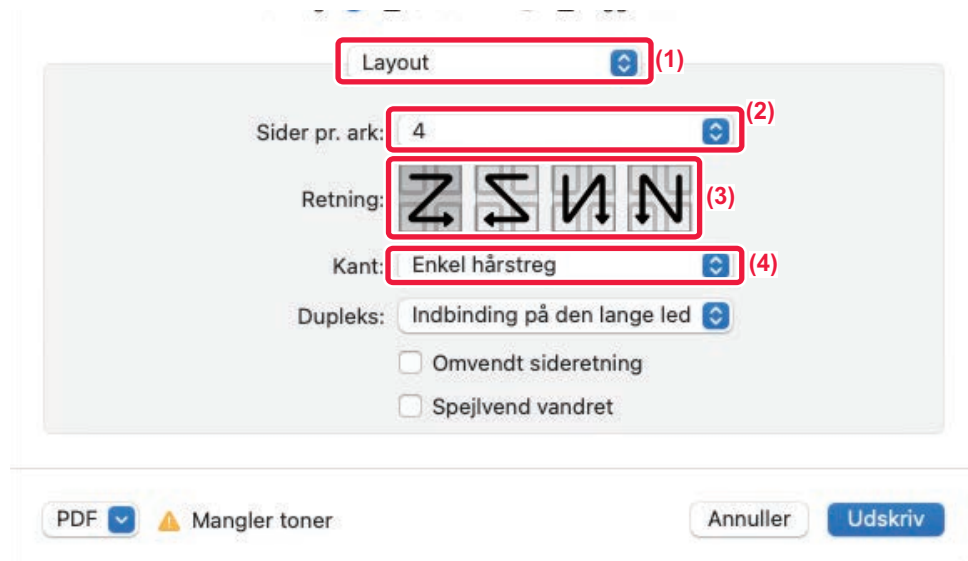 Layout (1)
Sider pr. ark: 4 (2)
Retning: (3)
Kant: Enkel hårstreg (4)
Dupleks: Indbinding på den lange led
Omvendt sideretning
Spejlvend vandret
PDF Mangler toner Annuller Udskriv